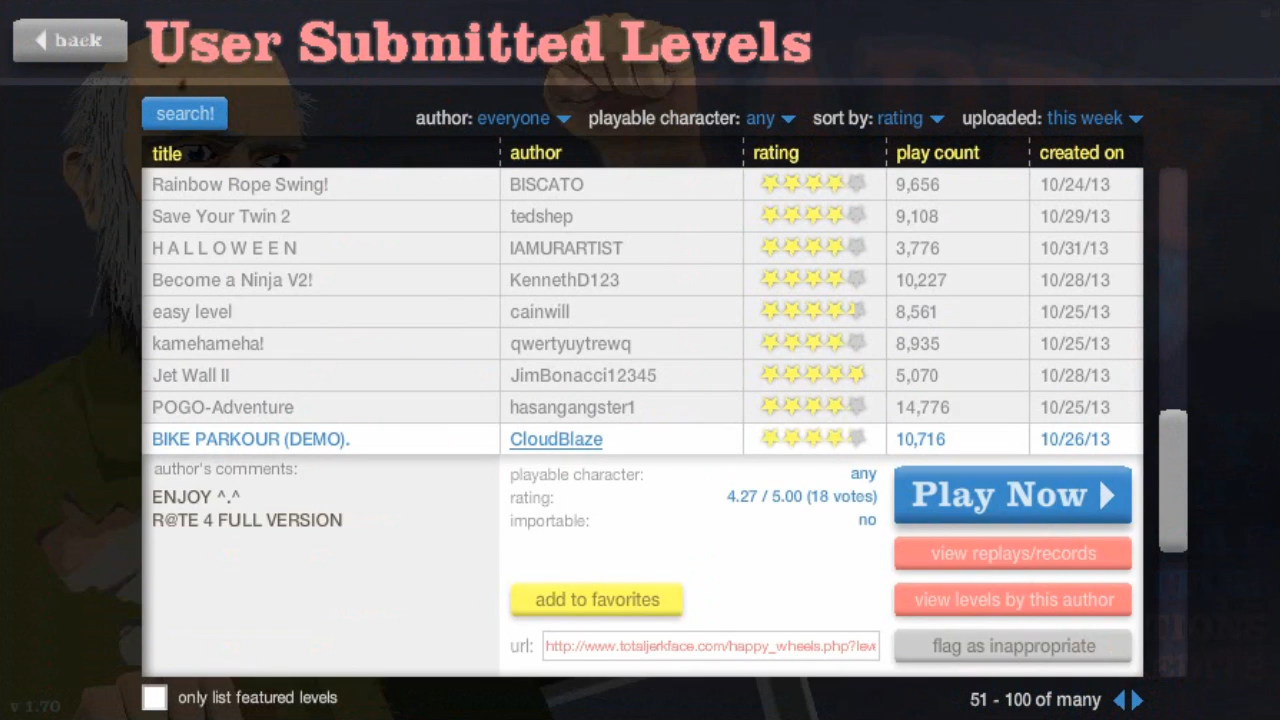 back
User Submitted Levels
search!
author: everyone playable character: any sort by: rating uploaded: this week
title author rating play count created on
Rainbow Rope Swing! BISCATO 9,656 10/24/13
Save Your Twin 2 tedshep 9,108 10/29/13
H A L L O W E E N IAMURARTIST 3,776 10/31/13
Become a Ninja V2! KennethD123 10,227 10/28/13
easy level cainwill 8,561 10/25/13
kamehameha! qwertyuytrewq 8,935 10/25/13
Jet Wall II JimBonacci12345 5,070 10/28/13
POGO-Adventure hasangangster1 14,776 10/25/13
BIKE PARKOUR (DEMO). CloudBlaze 10,716 10/26/13
author's comments:
ENJOY ^.^
R@TE 4 FULL VERSION
playable character: any
rating: 4.27 / 5.00 (18 votes)
importable: no
add to favorites
url: http://www.totaljerkface.com/happy_wheels.php?lev
Play Now
view replays/records
view levels by this author
flag as inappropriate
v 1.70
only list featured levels
51 - 100 of many